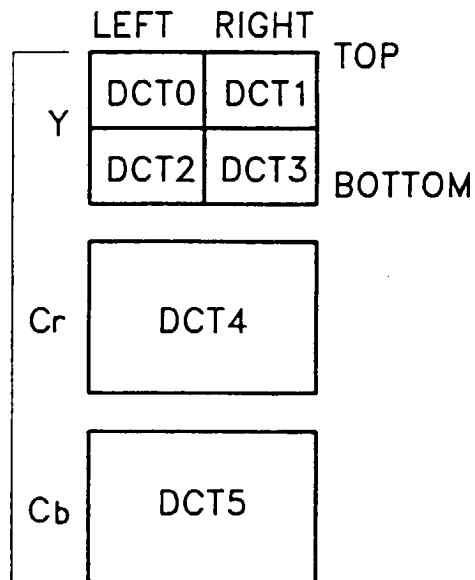 LEFT RIGHT
TOP
Y DCT0 DCT1
DCT2 DCT3
BOTTOM
Cr DCT4
Cb DCT5